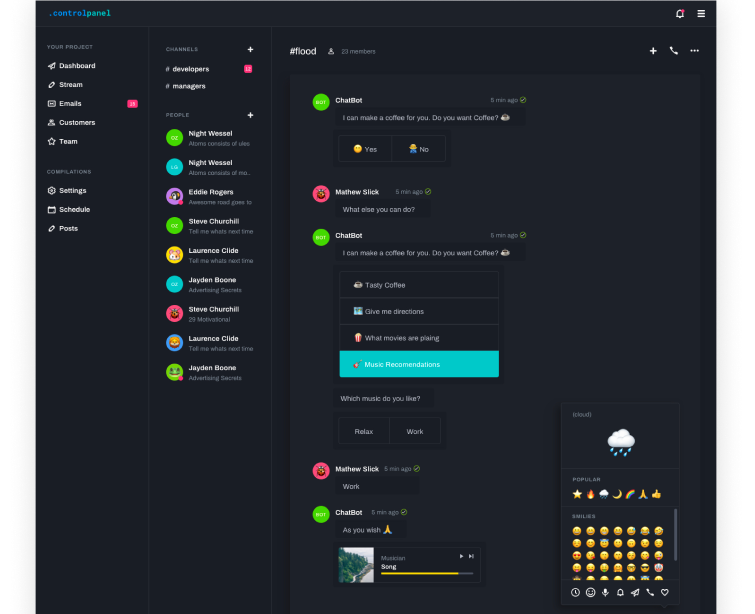 .controlpanel
YOUR PROJECT
Dashboard
Stream
Emails
Customers
Team
COMPILATIONS
Settings
Schedule
Posts
CHANNELS +
# developers
# managers
PEOPLE +
OZ
Night Wessel
Atoms consists of ules
LG
Night Wessel
Atoms consists of mo..
Eddie Rogers
Awesome road goes to
OZ
Steve Churchill
Tell me whats next time
Laurence Clide
Tell me whats next time
OZ
Jayden Boone
Advertising Secrets
Steve Churchill
29 Motivational
Laurence Clide
Tell me whats next time
Jayden Boone
Advertising Secrets
#flood 23 members
BOT
ChatBot 5 min ago
I can make a coffee for you. Do you want Coffee?
Yes No
Mathew Slick 5 min ago
What else you can do?
BOT
ChatBot 5 min ago
I can make a coffee for you. Do you want Coffee?
Tasty Coffee
Give me directions
What movies are plaing
Music Recomendations
Which music do you like?
Relax Work
Mathew Slick 5 min ago
Work
BOT
ChatBot 5 min ago
As you wish
Musician
Song
(cloud)
POPULAR
SMILIES